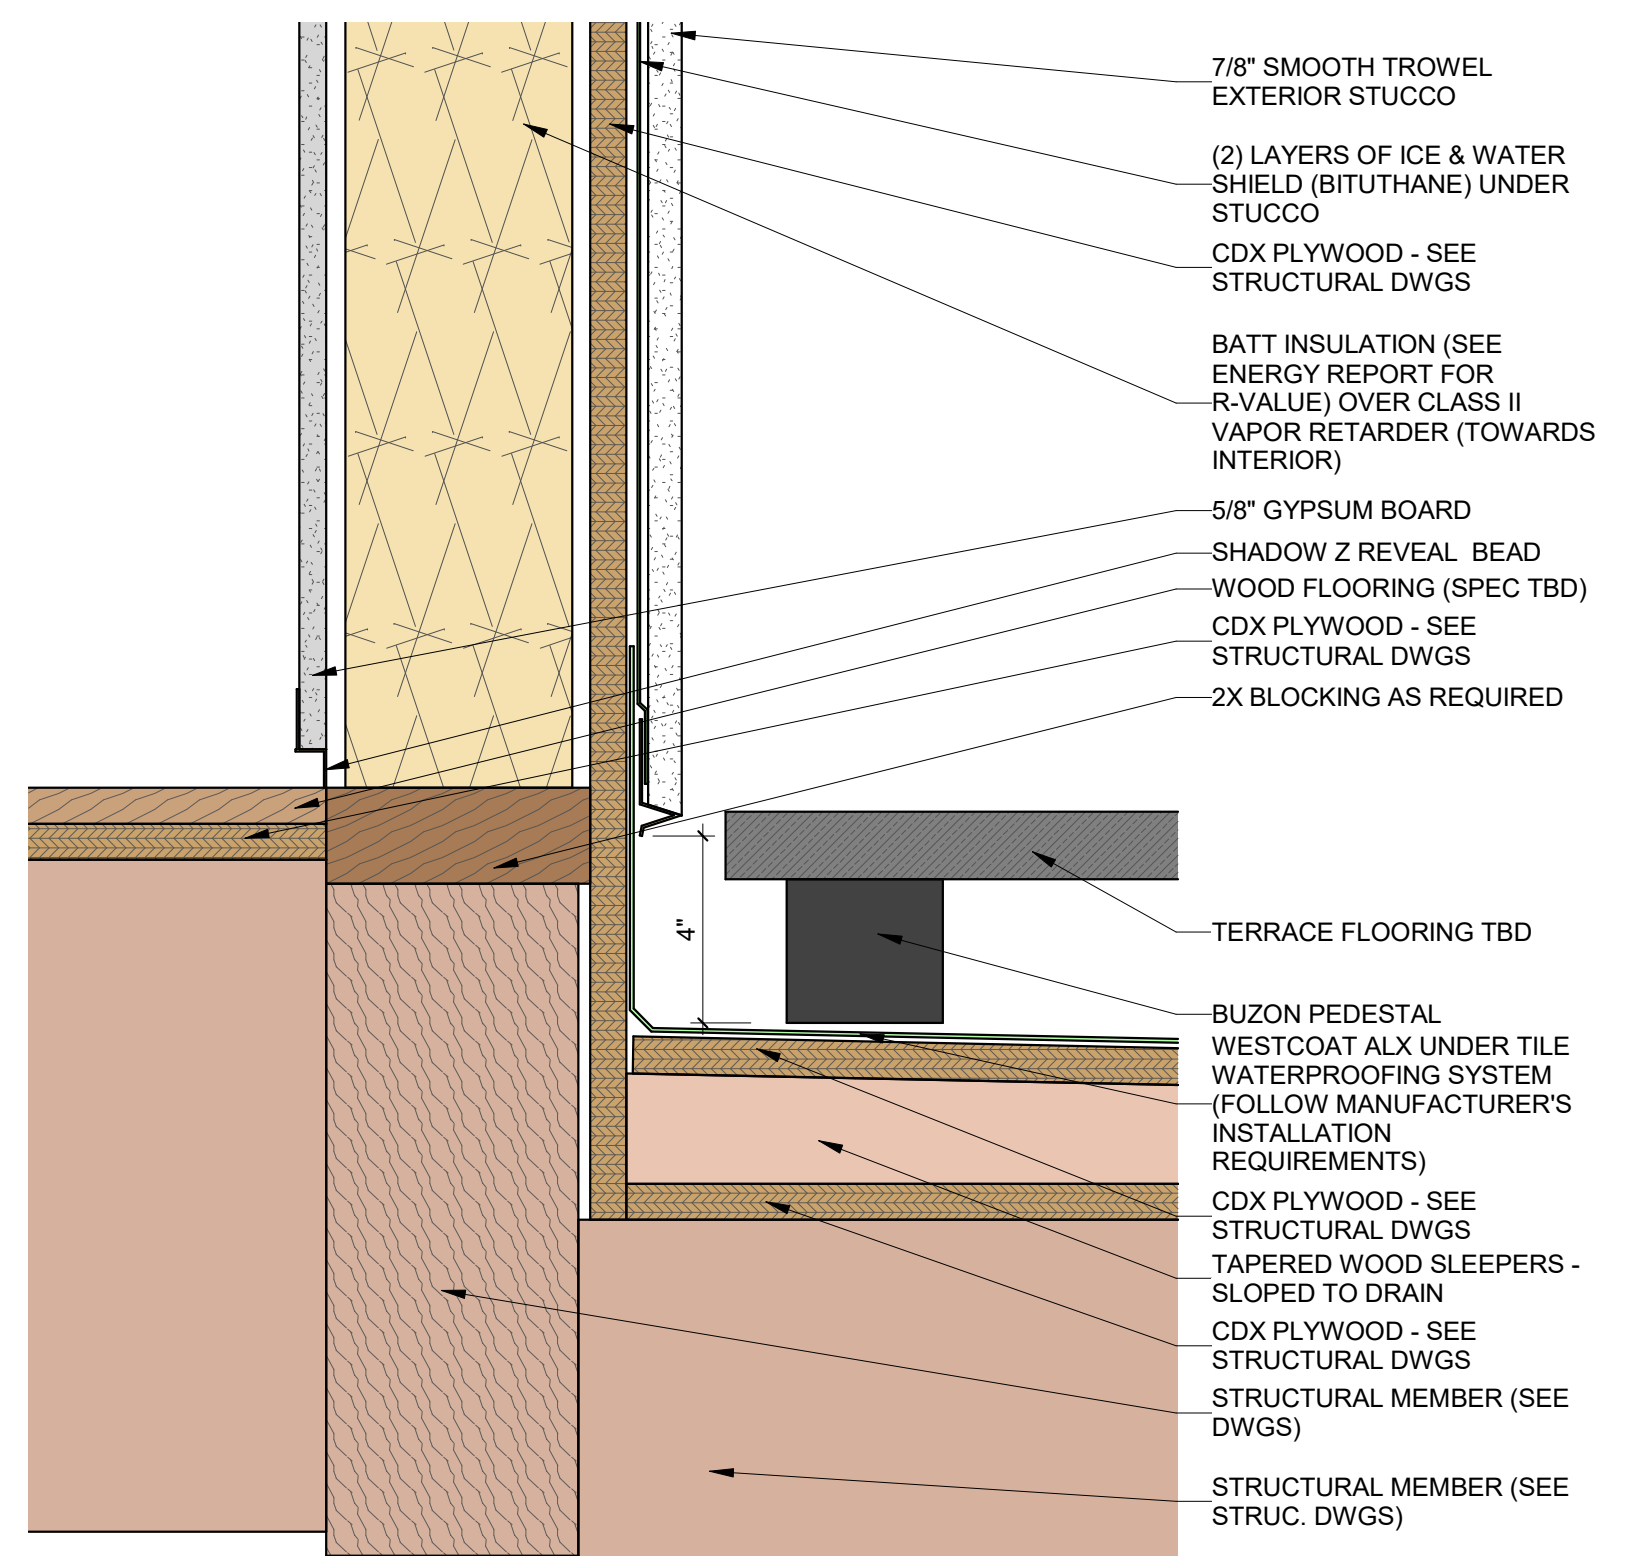 7/8" SMOOTH TROWEL
EXTERIOR STUCCO
(2) LAYERS OF ICE & WATER
SHIELD (BITUTHANE) UNDER
STUCCO
CDX PLYWOOD - SEE
STRUCTURAL DWGS
BATT INSULATION (SEE
ENERGY REPORT FOR
R-VALUE) OVER CLASS II
VAPOR RETARDER (TOWARDS
INTERIOR)
5/8" GYPSUM BOARD
SHADOW Z REVEAL BEAD
WOOD FLOORING (SPEC TBD)
CDX PLYWOOD - SEE
STRUCTURAL DWGS
2X BLOCKING AS REQUIRED
4"
TERRACE FLOORING TBD
BUZON PEDESTAL
WESTCOAT ALX UNDER TILE
WATERPROOFING SYSTEM
(FOLLOW MANUFACTURER'S
INSTALLATION
REQUIREMENTS)
CDX PLYWOOD - SEE
STRUCTURAL DWGS
TAPERED WOOD SLEEPERS -
SLOPED TO DRAIN
CDX PLYWOOD - SEE
STRUCTURAL DWGS
STRUCTURAL MEMBER (SEE
DWGS)
STRUCTURAL MEMBER (SEE
STRUC. DWGS)